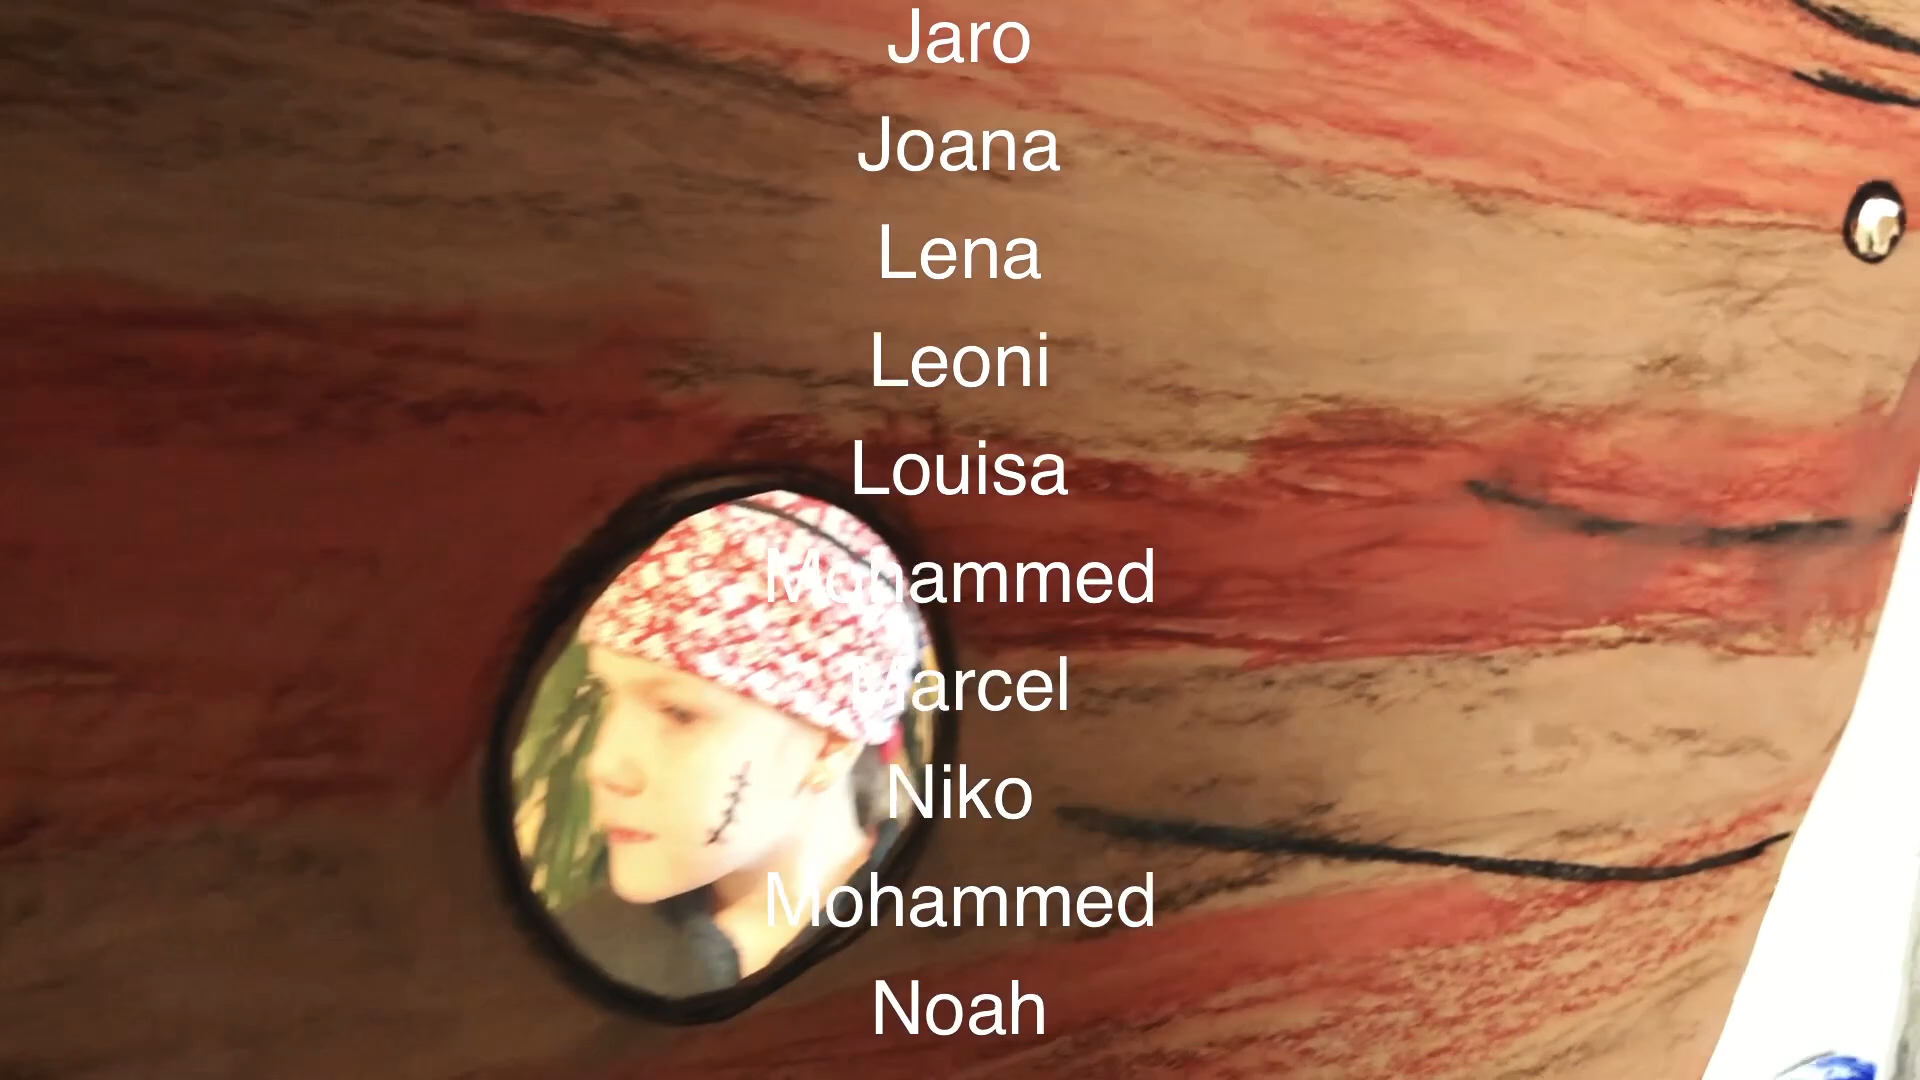 Jaro
Joana
Lena
Leoni
Louisa
Mohammed
Marcel
Niko
Mohammed
Noah